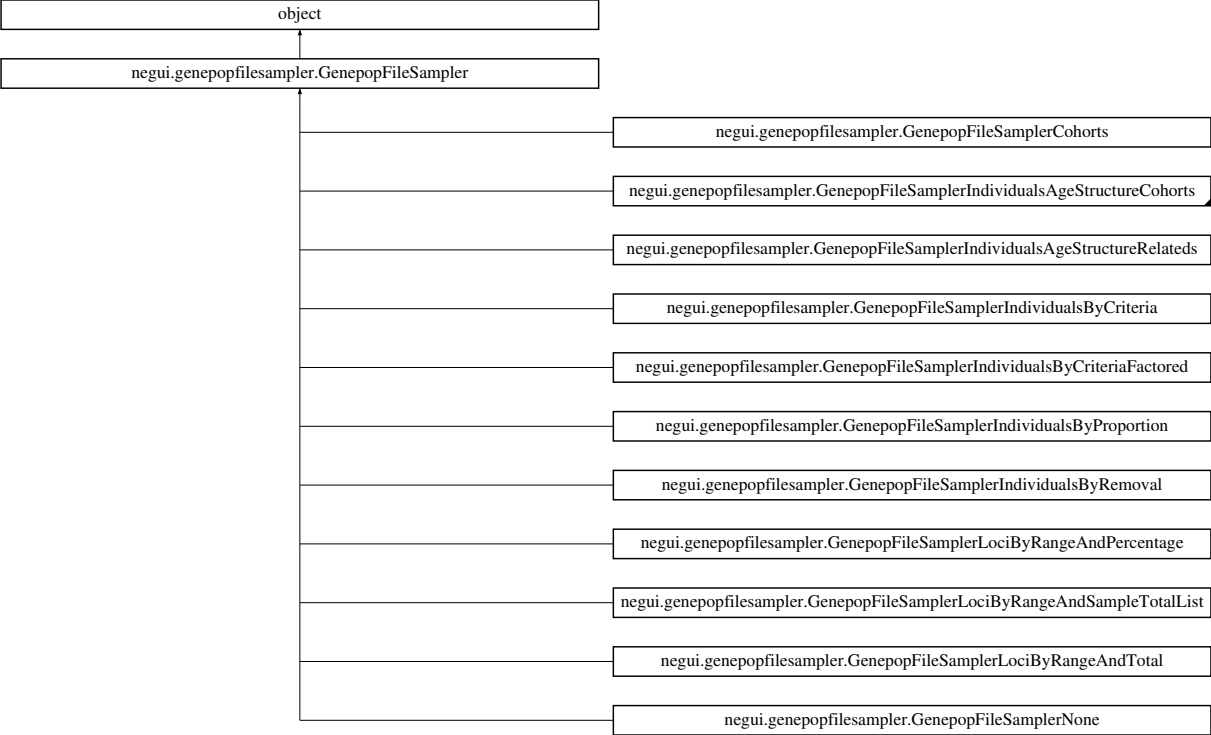 object
negui.genepopfilesampler.GenepopFileSampler
negui.genepopfilesampler.GenepopFileSamplerCohorts
negui.genepopfilesampler.GenepopFileSamplerIndividualsAgeStructureCohorts
negui.genepopfilesampler.GenepopFileSamplerIndividualsAgeStructureRelateds
negui.genepopfilesampler.GenepopFileSamplerIndividualsByCriteria
negui.genepopfilesampler.GenepopFileSamplerIndividualsByCriteriaFactored
negui.genepopfilesampler.GenepopFileSamplerIndividualsByProportion
negui.genepopfilesampler.GenepopFileSamplerIndividualsByRemoval
negui.genepopfilesampler.GenepopFileSamplerLociByRangeAndPercentage
negui.genepopfilesampler.GenepopFileSamplerLociByRangeAndSampleTotalList
negui.genepopfilesampler.GenepopFileSamplerLociByRangeAndTotal
negui.genepopfilesampler.GenepopFileSamplerNone